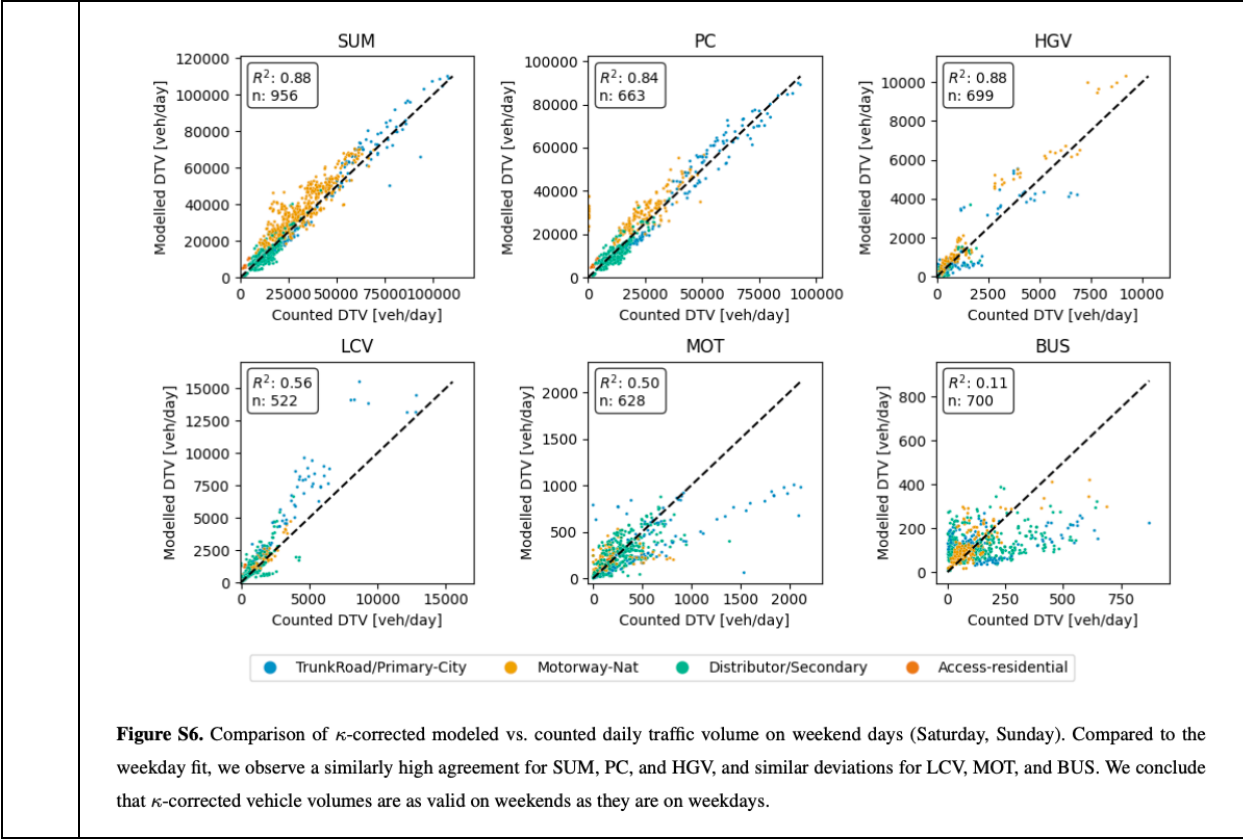 SUM
PC
HGV
R²: 0.88
n: 956
R²: 0.84
n: 663
R²: 0.88
n: 699
Modelled DTV [veh/day]
120000
100000
80000
60000
40000
20000
0
0 25000 50000 75000 100000
Counted DTV [veh/day]
Modelled DTV [veh/day]
100000
80000
60000
40000
20000
0
0 25000 50000 75000 100000
Counted DTV [veh/day]
Modelled DTV [veh/day]
10000
8000
6000
4000
2000
0
0 2500 5000 7500 10000
Counted DTV [veh/day]
LCV
MOT
BUS
R²: 0.56
n: 522
R²: 0.50
n: 628
R²: 0.11
n: 700
Modelled DTV [veh/day]
15000
12500
10000
7500
5000
2500
0
0 5000 10000 15000
Counted DTV [veh/day]
Modelled DTV [veh/day]
2000
1500
1000
500
0
0 500 1000 1500 2000
Counted DTV [veh/day]
Modelled DTV [veh/day]
800
600
400
200
0
0 250 500 750
Counted DTV [veh/day]
TrunkRoad/Primary-City Motorway-Nat Distributor/Secondary Access-residential
Figure S6. Comparison of κ-corrected modeled vs. counted daily traffic volume on weekend days (Saturday, Sunday). Compared to the
weekday fit, we observe a similarly high agreement for SUM, PC, and HGV, and similar deviations for LCV, MOT, and BUS. We conclude
that κ-corrected vehicle volumes are as valid on weekends as they are on weekdays.